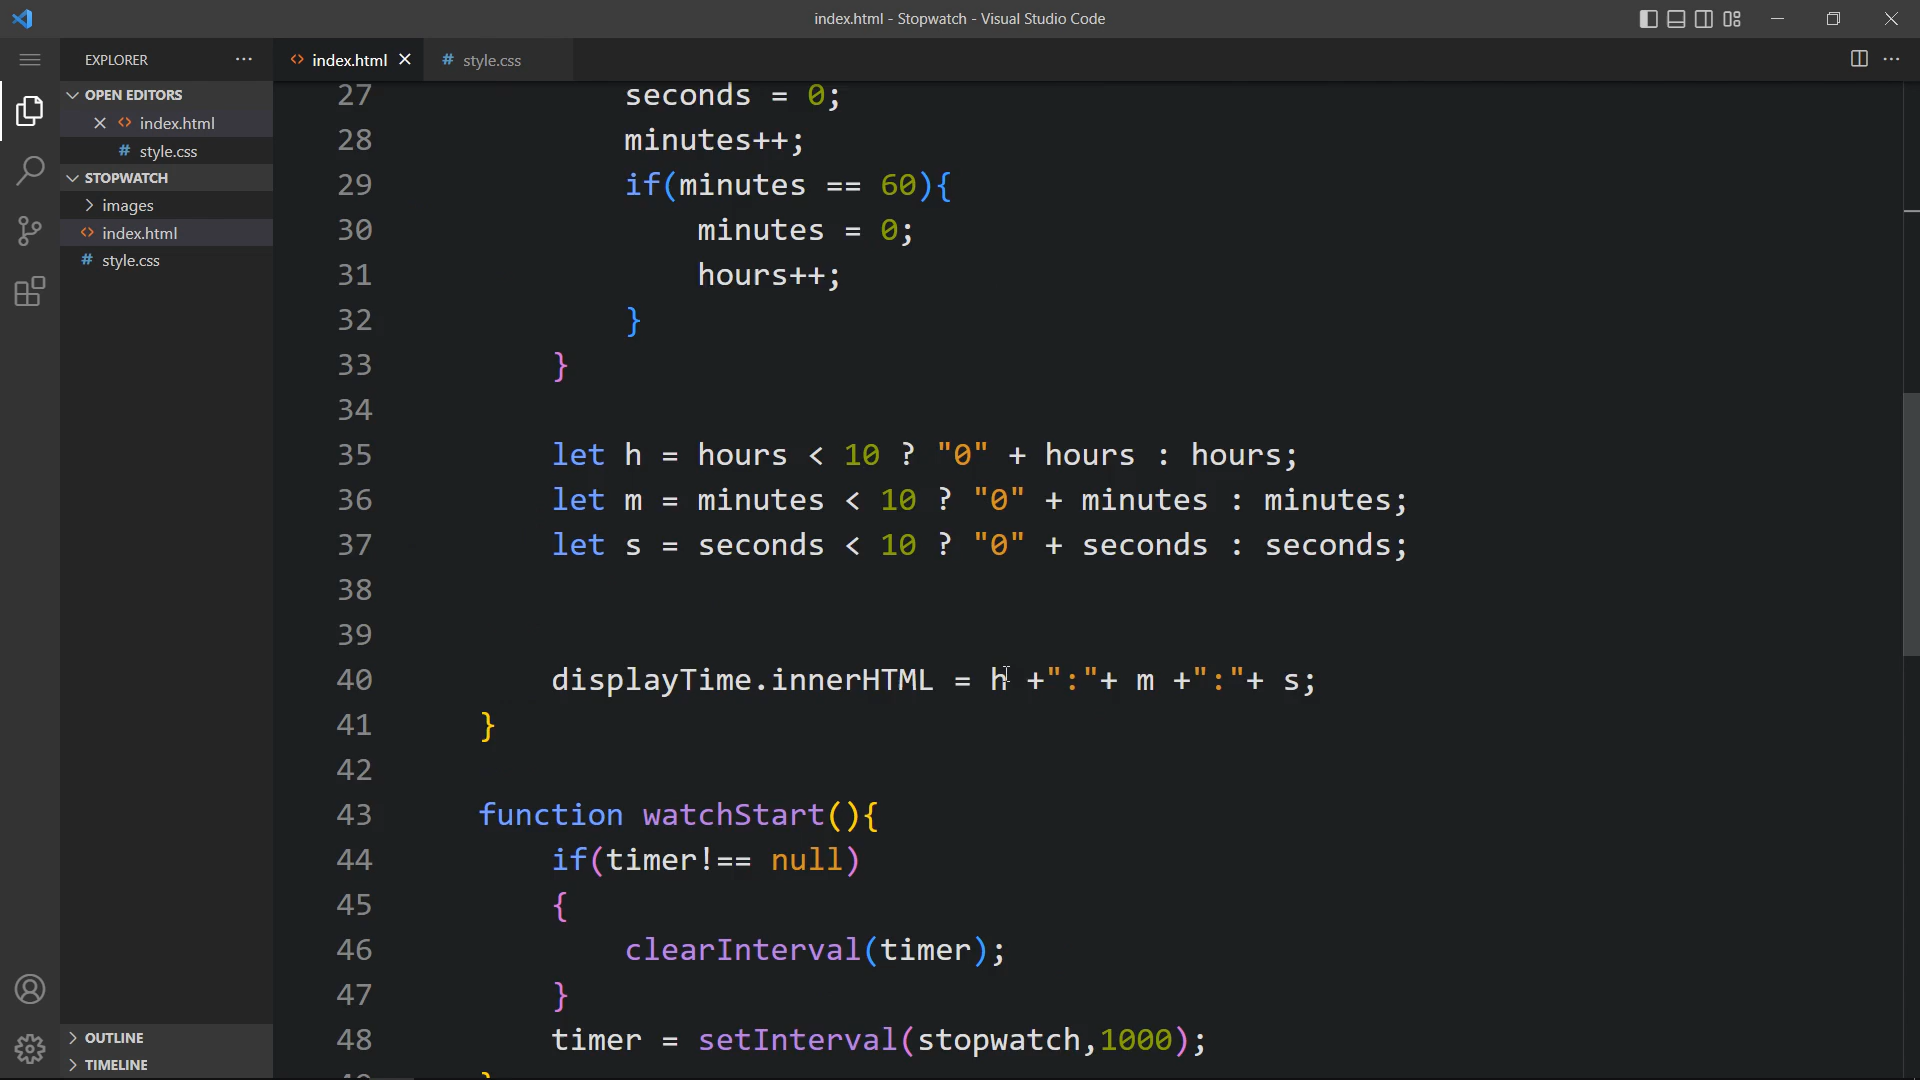 index.html - Stopwatch - Visual Studio Code
EXPLORER
index.html
# style.css
OPEN EDITORS
index.html
# style.css
STOPWATCH
images
index.html
# style.css
OUTLINE
TIMELINE
27 seconds = 0;
28 minutes++;
29 if(minutes == 60){
30 minutes = 0;
31 hours++;
32 }
33 }
34
35 let h = hours < 10 ? "0" + hours : hours;
36 let m = minutes < 10 ? "0" + minutes : minutes;
37 let s = seconds < 10 ? "0" + seconds : seconds;
38
39
40 displayTime.innerHTML = h +":"+ m +":"+ s;
41 }
42
43 function watchStart(){
44 if(timer!== null)
45 {
46 clearInterval(timer);
47 }
48 timer = setInterval(stopwatch,1000);